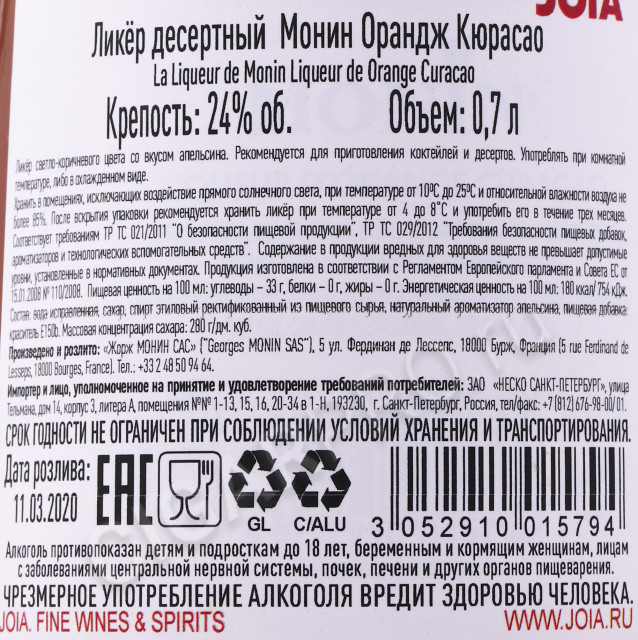 JOIA
Ликёр десертный Монин Орандж Кюрасао
La Liqueur de Monin Liqueur de Orange Curacao
Крепость: 24% об. Объем: 0,7 л
Ликёр светло-коричневого цвета со вкусом апельсина. Рекомендуется для приготовления коктейлей и десертов. Употреблять при комнатной
температуре, либо в охлажденном виде.
Хранить в помещениях, исключающих воздействие прямого солнечного света, при температуре от 10°С до 25°С и относительной влажности воздуха не
более 85%. После вскрытия упаковки рекомендуется хранить ликёр при температуре от 4 до 8°С и употребить его в течение трех месяцев.
Соответствует требованиям ТР ТС 021/2011 "О безопасности пищевой продукции", ТР ТС 029/2012 "Требования безопасности пищевых добавок,
ароматизаторов и технологических вспомогательных средств". Содержание в продукции вредных для здоровья веществ не превышает допустимые
уровни, установленные в нормативных документах. Продукция изготовлена в соответствии с Регламентом Европейского парламента и Совета ЕС от
15.01.2008 № 110/2008. Пищевая ценность на 100 мл: углеводы – 33 г, белки – 0 г, жиры – 0 г. Энергетическая ценность на 100 мл: 180 ккал/ 754 кДж.
Состав: вода исправленная, сахар, спирт этиловый ректификованный из пищевого сырья, натуральный ароматизатор апельсина, пищевая добавка:
краситель Е150b. Массовая концентрация сахара: 280 г/дм. куб.
Произведено и розлито: «Жорж МОНИН САС» ("Georges MONIN SAS"), 5 ул. Фердинан де Лессепс, 18000 Бурж, Франция (5 rue Ferdinand de
Lesseps, 18000 Bourges, France). Тел.: +33 2 48 50 94 64.
Импортер и лицо, уполномоченное на принятие и удовлетворение требований потребителей: ЗАО «НЕСКО САНКТ-ПЕТЕРБУРГ», улица
Тельмана, дом 14, корпус 3, литера А, помещения №№ 1-13, 15, 16, 20-34 в 1-Н, 193230, г. Санкт-Петербург, Россия, тел/факс: +7 (812) 676-98-00/01.
СРОК ГОДНОСТИ НЕ ОГРАНИЧЕН ПРИ СОБЛЮДЕНИИ УСЛОВИЙ ХРАНЕНИЯ И ТРАНСПОРТИРОВАНИЯ.
Дата розлива:
11.03.2020
EAC
GL C/ALU
3 052910 015794
Алкоголь противопоказан детям и подросткам до 18 лет, беременным и кормящим женщинам, лицам
с заболеваниями центральной нервной системы, почек, печени и других органов пищеварения.
ЧРЕЗМЕРНОЕ УПОТРЕБЛЕНИЕ АЛКОГОЛЯ ВРЕДИТ ЗДОРОВЬЮ ЧЕЛОВЕКА.
JOIA. FINE WINES & SPIRITS WWW.JOIA.RU